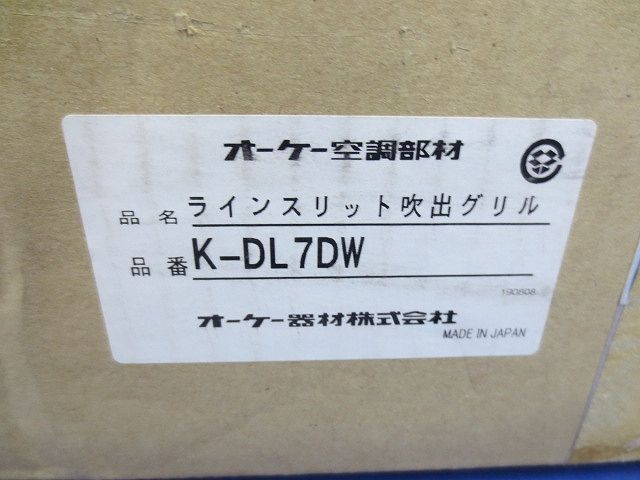 オーケー空調部材
品名 ラインスリット吹出グリル
品番 K-DL7DW
190808
オーケー器材株式会社
MADE IN JAPAN